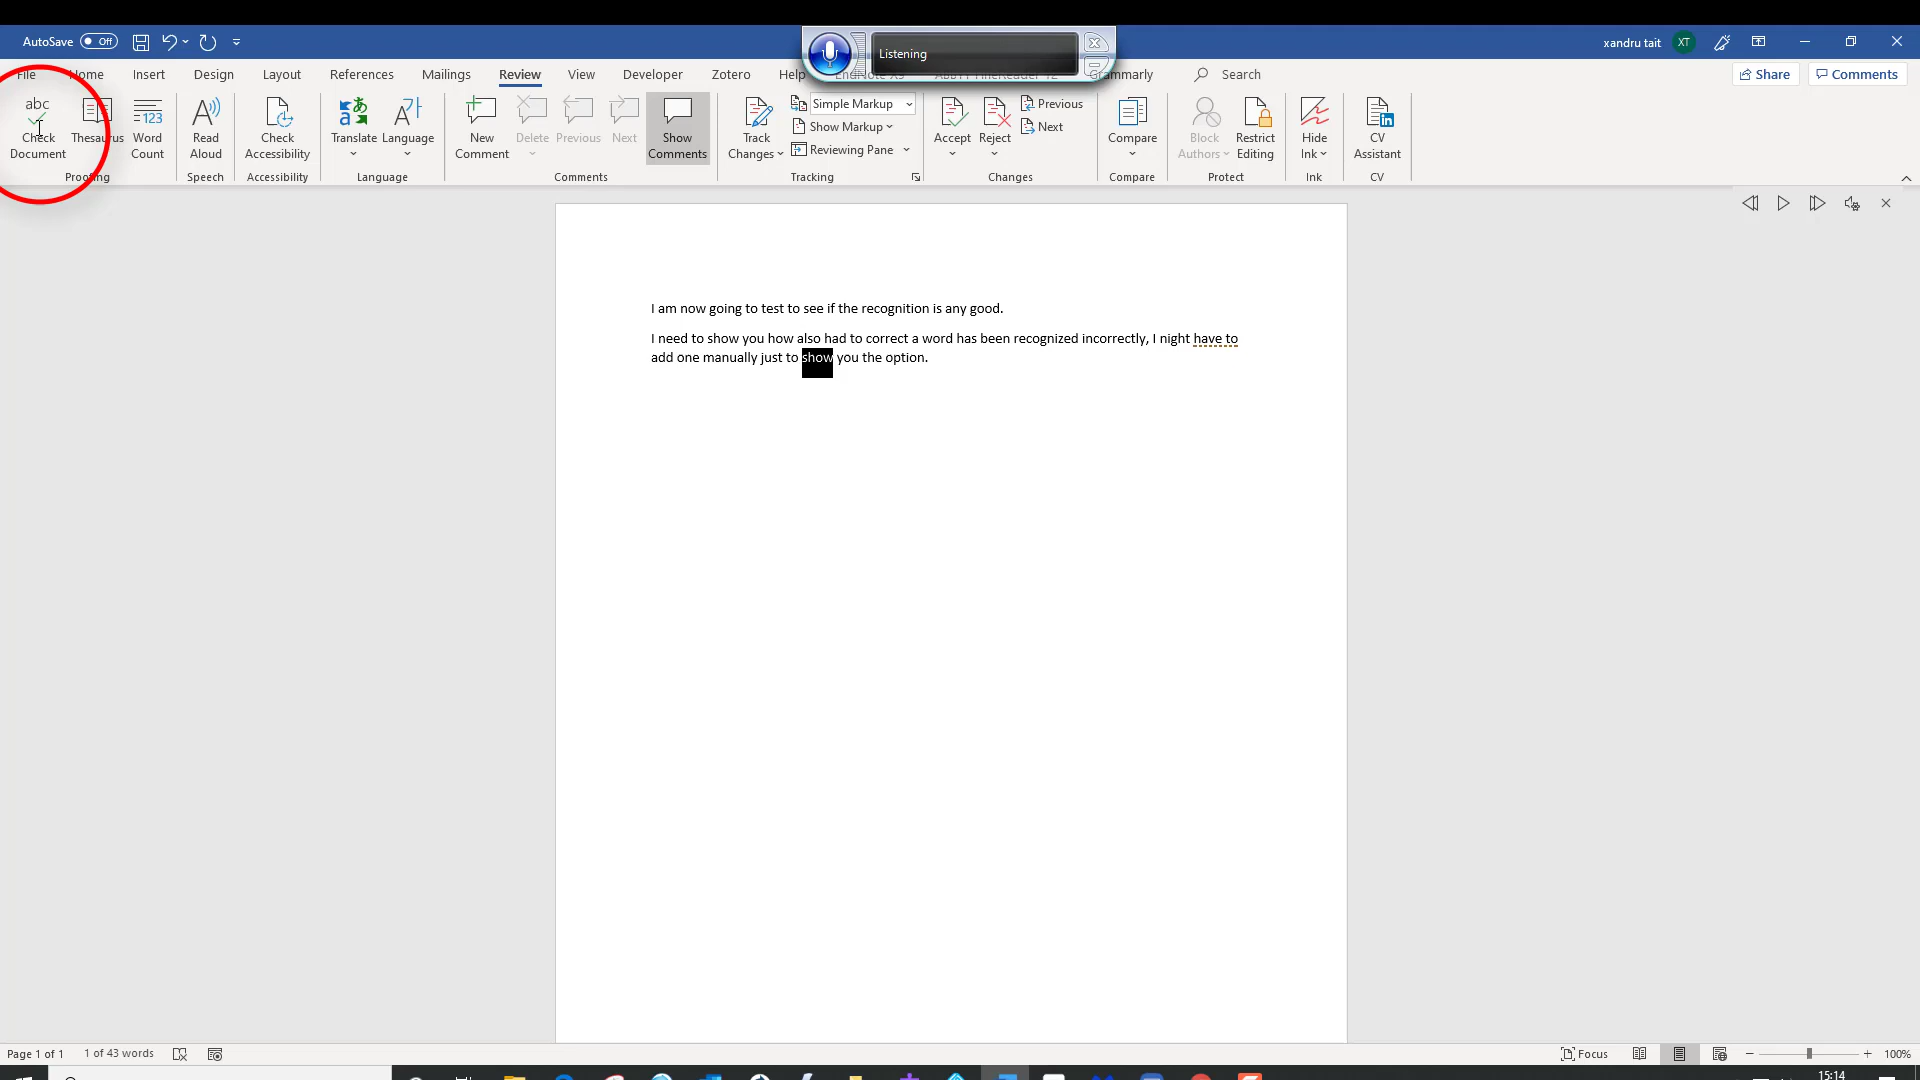 AutoSave Off
Listening
xandru tait XT
File Home Insert Design Layout References Mailings Review View Developer Zotero Help EndNote X9 ABBYY FineReader 12 Grammarly Search Share Comments
abc
Check Document
Thesaurus
123
Word Count
Proofing
Read Aloud
Speech
Check Accessibility
Accessibility
Translate
Language
Language
New Comment
Delete
Previous
Next
Show Comments
Comments
Track Changes
Simple Markup
Show Markup
Reviewing Pane
Tracking
Accept
Reject
Previous
Next
Changes
Compare
Compare
Block Authors
Restrict Editing
Protect
Hide Ink
Ink
CV Assistant
CV
I am now going to test to see if the recognition is any good.
I need to show you how also had to correct a word has been recognized incorrectly, I night have to
add one manually just to show you the option.
Page 1 of 1 1 of 43 words Focus 100%
15:14